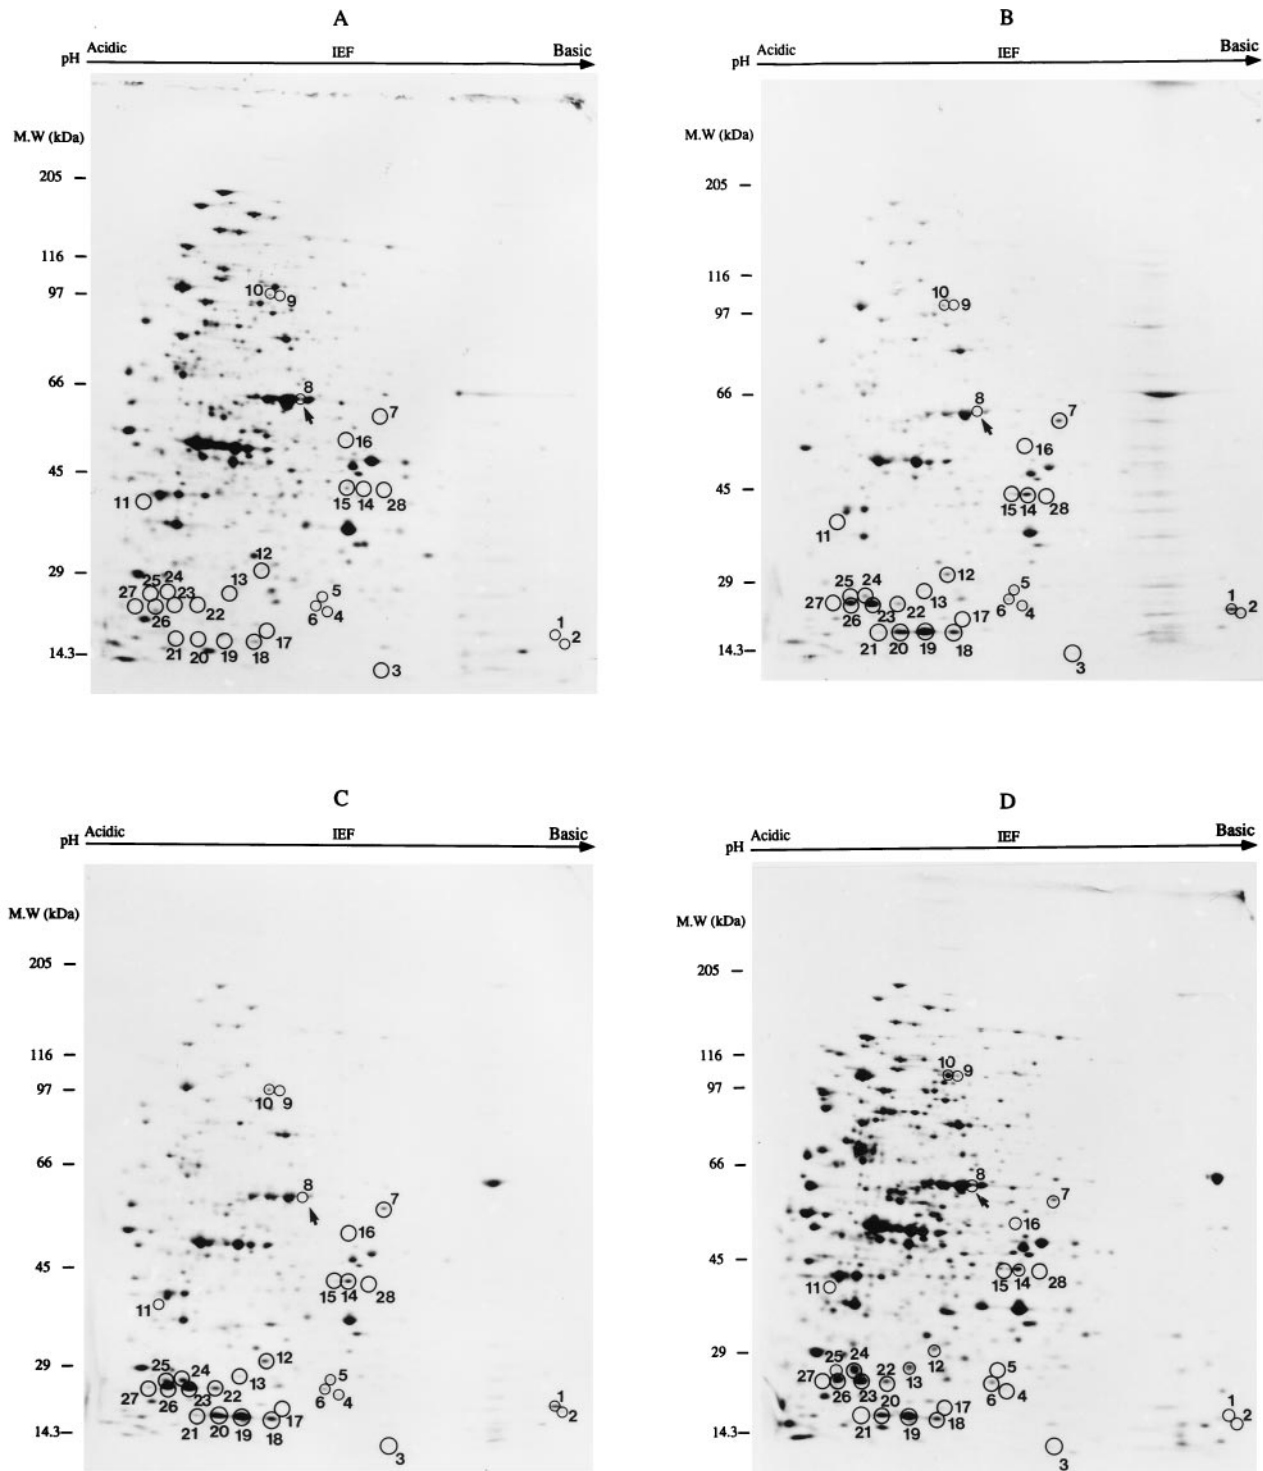 A
Acidic IEF Basic
pH
M.W (kDa)
205
116
97
10 9
66
8
7
16
45
11
15 14 28
12
29
25 24
27 23 13 5
26 22 6 4
1
17 2
21 20 19 18
14.3
3
B
Acidic IEF Basic
pH
M.W (kDa)
205
116
10
97 9
66
8
7
16
45
15 14 28
11
29 12
25 24 5
27 13 6 1
26 23 22 4 2
17
21 20 19 18
14.3
3
C
Acidic IEF Basic
pH
M.W (kDa)
205
116
97
10 9
66
8
7
16
45
15 14 28
11
29 12
25 24 5
27 13 6 4
26 23 22 1
2
17
21 20 19 18
14.3
3
D
Acidic IEF Basic
pH
M.W (kDa)
205
116
10 9
97
66
8
7
16
45
15 14 28
11
29
12
25 24 5
27 22 13 6
26 23 4
20 17 1
2
21 19 18
14.3
3